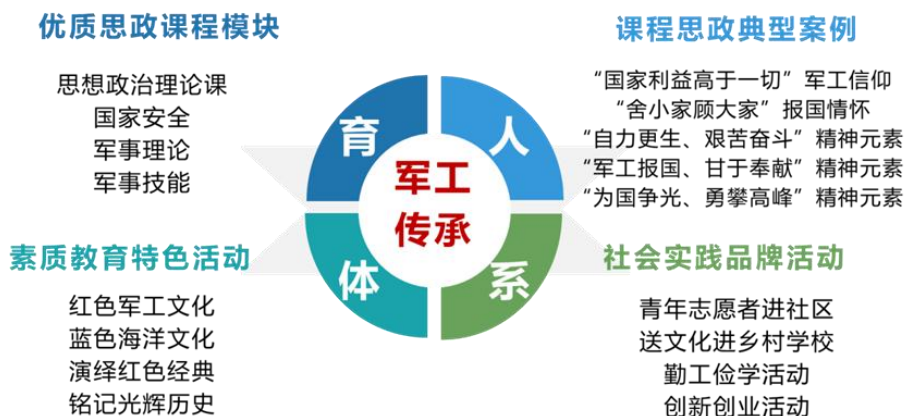 优质思政课程模块
思想政治理论课
国家安全
军事理论
军事技能
课程思政典型案例
“国家利益高于一切”军工信仰
“舍小家顾大家”报国情怀
“自力更生、艰苦奋斗”精神元素
“军工报国、甘于奉献”精神元素
“为国争光、勇攀高峰”精神元素
育
人
军工
传承
体
系
素质教育特色活动
红色军工文化
蓝色海洋文化
演绎红色经典
铭记光辉历史
社会实践品牌活动
青年志愿者进社区
送文化进乡村学校
勤工俭学活动
创新创业活动